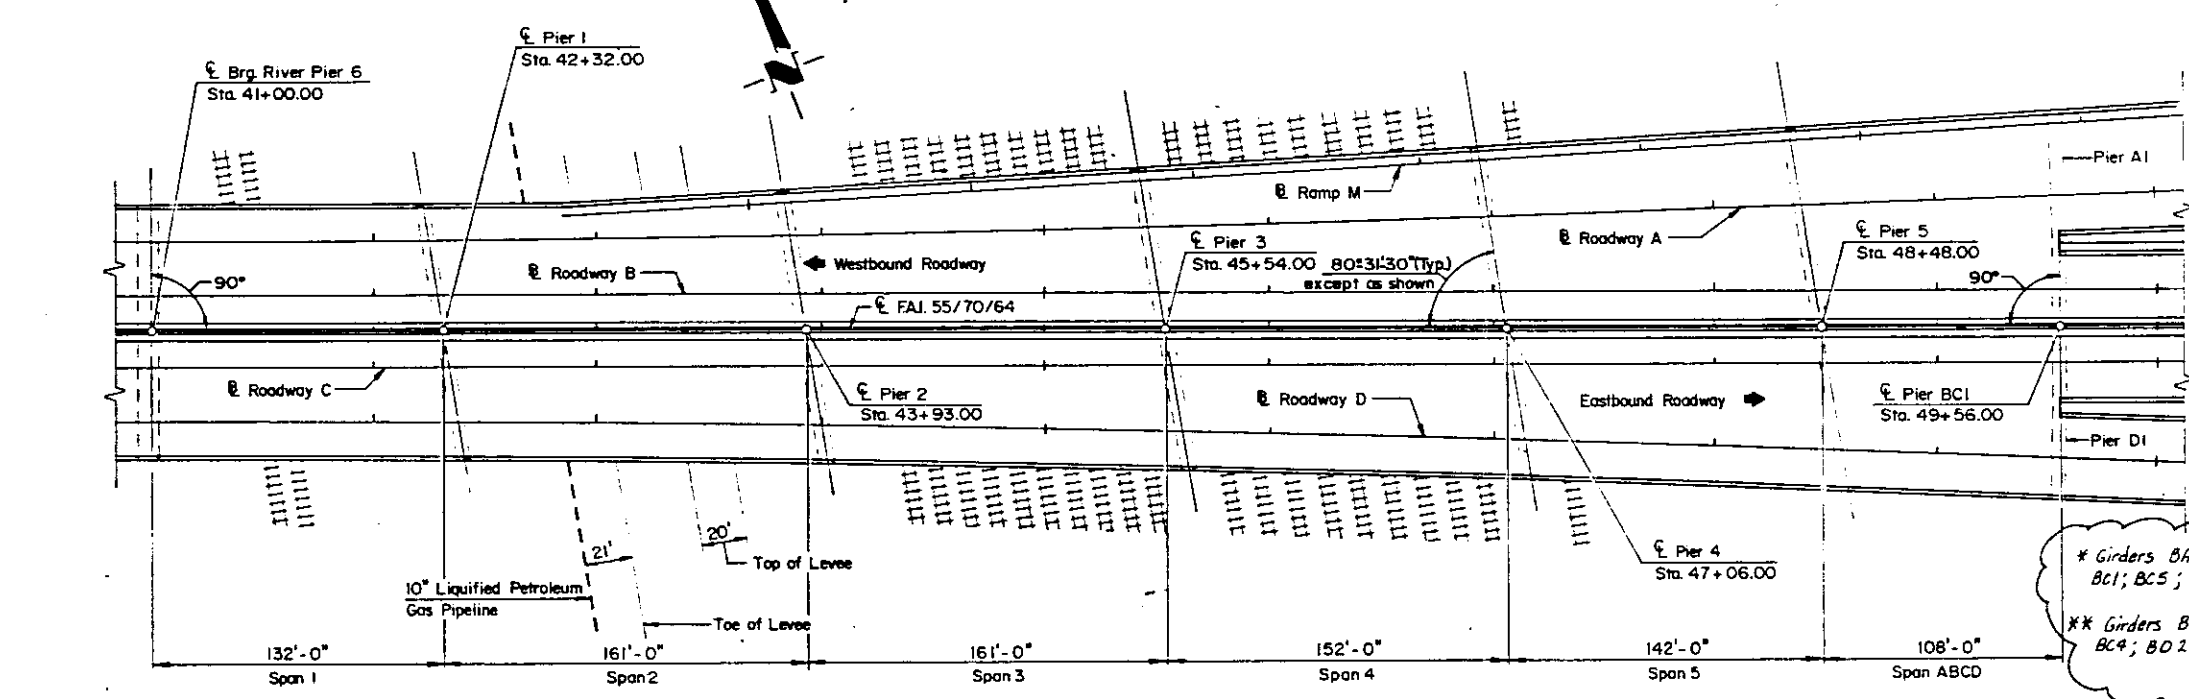 ℄ Pier 1
Sta. 42+32.00
℄ Brg. River Pier 6
Sta. 41+00.00
Pier A1
℞ Ramp M
℄ Pier 3
Sta. 45+54.00
80°31'30"(Typ.)
except as shown
℞ Roadway A
℄ Pier 5
Sta. 48+48.00
90°
℞ Roadway B
Westbound Roadway
90°
℄ F.A.I. 55/70/64
℞ Roadway C
℄ Pier 2
Sta. 43+93.00
℞ Roadway D
Eastbound Roadway
℄ Pier BC1
Sta. 49+56.00
Pier D1
21'
20'
Top of Levee
10" Liquified Petroleum
Gas Pipeline
Toe of Levee
℄ Pier 4
Sta. 47+06.00
* Girders
BC1; BC5;
** Girders B
BC4; BD2
132'-0"
161'-0"
161'-0"
152'-0"
142'-0"
108'-0"
Span 1
Span 2
Span 3
Span 4
Span 5
Span ABCD